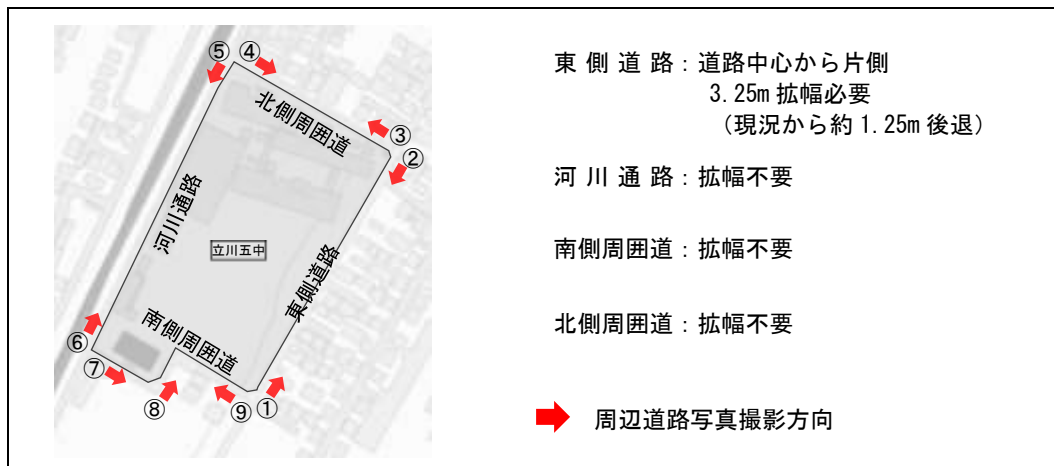 ⑤ ④
北側周囲道
③
②
河川通路
立川五中
東側道路
南側周囲道
⑥
⑦
⑧
⑨ ①
東側道路：道路中心から片側
3.25m 拡幅必要
（現況から約 1.25m 後退）
河川通路：拡幅不要
南側周囲道：拡幅不要
北側周囲道：拡幅不要
周辺道路写真撮影方向